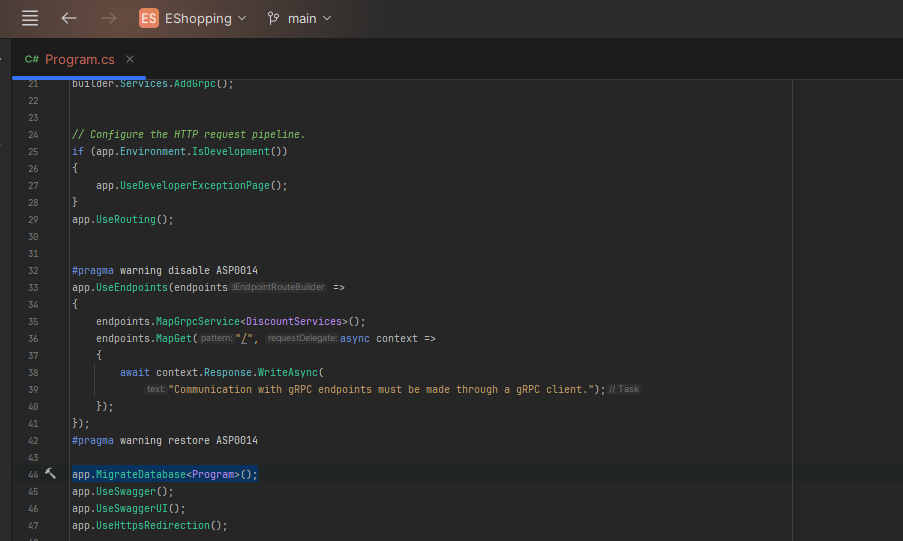 ES EShopping main
C# Program.cs
21 builder.Services.AddGrpc();
22
23
24 // Configure the HTTP request pipeline.
25 if (app.Environment.IsDevelopment())
26 {
27 app.UseDeveloperExceptionPage();
28 }
29 app.UseRouting();
30
31
32 #pragma warning disable ASP0014
33 app.UseEndpoints(endpoints :IEndpointRouteBuilder =>
34 {
35 endpoints.MapGrpcService<DiscountServices>();
36 endpoints.MapGet( pattern: "/", requestDelegate: async context =>
37 {
38 await context.Response.WriteAsync(
39 text: "Communication with gRPC endpoints must be made through a gRPC client."); // Task
40 });
41 });
42 #pragma warning restore ASP0014
43
44 app.MigrateDatabase<Program>();
45 app.UseSwagger();
46 app.UseSwaggerUI();
47 app.UseHttpsRedirection();